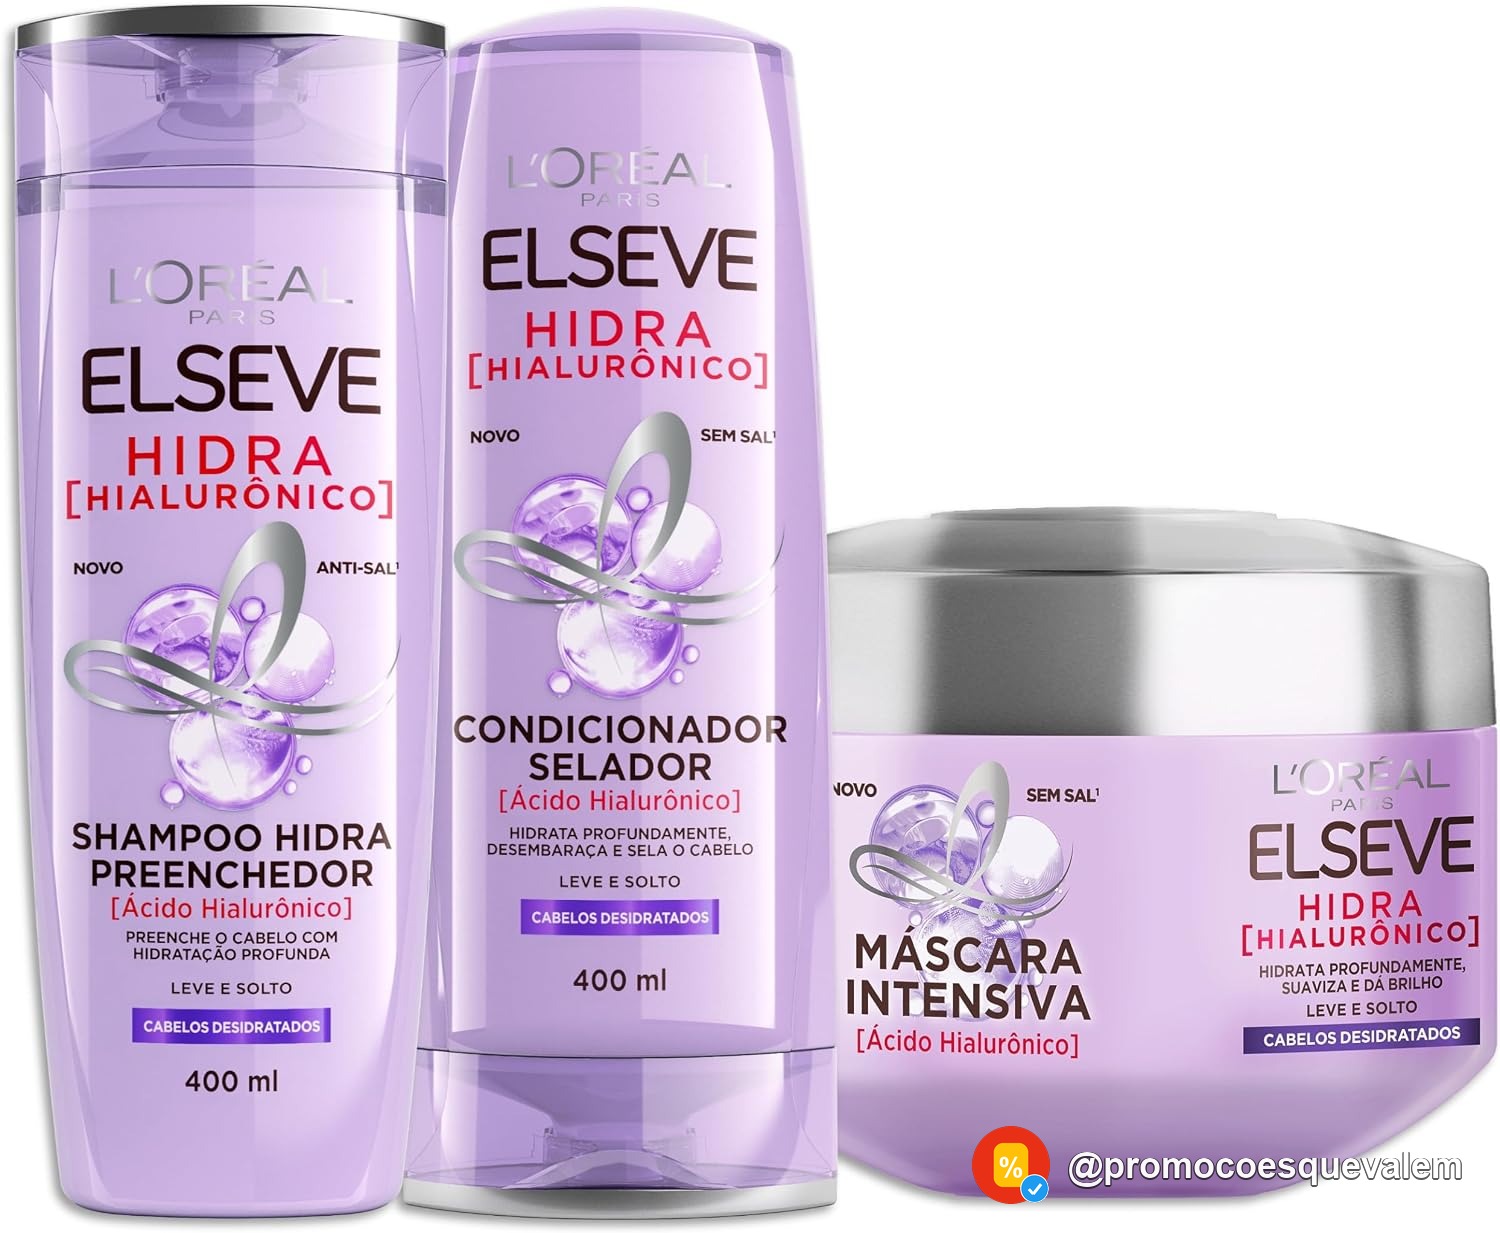 L'ORÉAL
PARIS
ELSEVE
HIDRA
[HIALURÔNICO]
NOVO
ANTI-SAL¹
SHAMPOO HIDRA
PREENCHEDOR
[Ácido Hialurônico]
PREENCHE O CABELO COM
HIDRATAÇÃO PROFUNDA
LEVE E SOLTO
CABELOS DESIDRATADOS
400 ml
L'ORÉAL
PARIS
ELSEVE
HIDRA
[HIALURÔNICO]
NOVO
SEM SAL¹
CONDICIONADOR
SELADOR
[Ácido Hialurônico]
HIDRATA PROFUNDAMENTE,
DESEMBARAÇA E SELA O CABELO
LEVE E SOLTO
CABELOS DESIDRATADOS
400 ml
NOVO
SEM SAL¹
MÁSCARA
INTENSIVA
[Ácido Hialurônico]
L'ORÉAL
PARIS
ELSEVE
HIDRA
[HIALURÔNICO]
HIDRATA PROFUNDAMENTE,
SUAVIZA E DÁ BRILHO
LEVE E SOLTO
CABELOS DESIDRATADOS
%
@promocoesquevalem